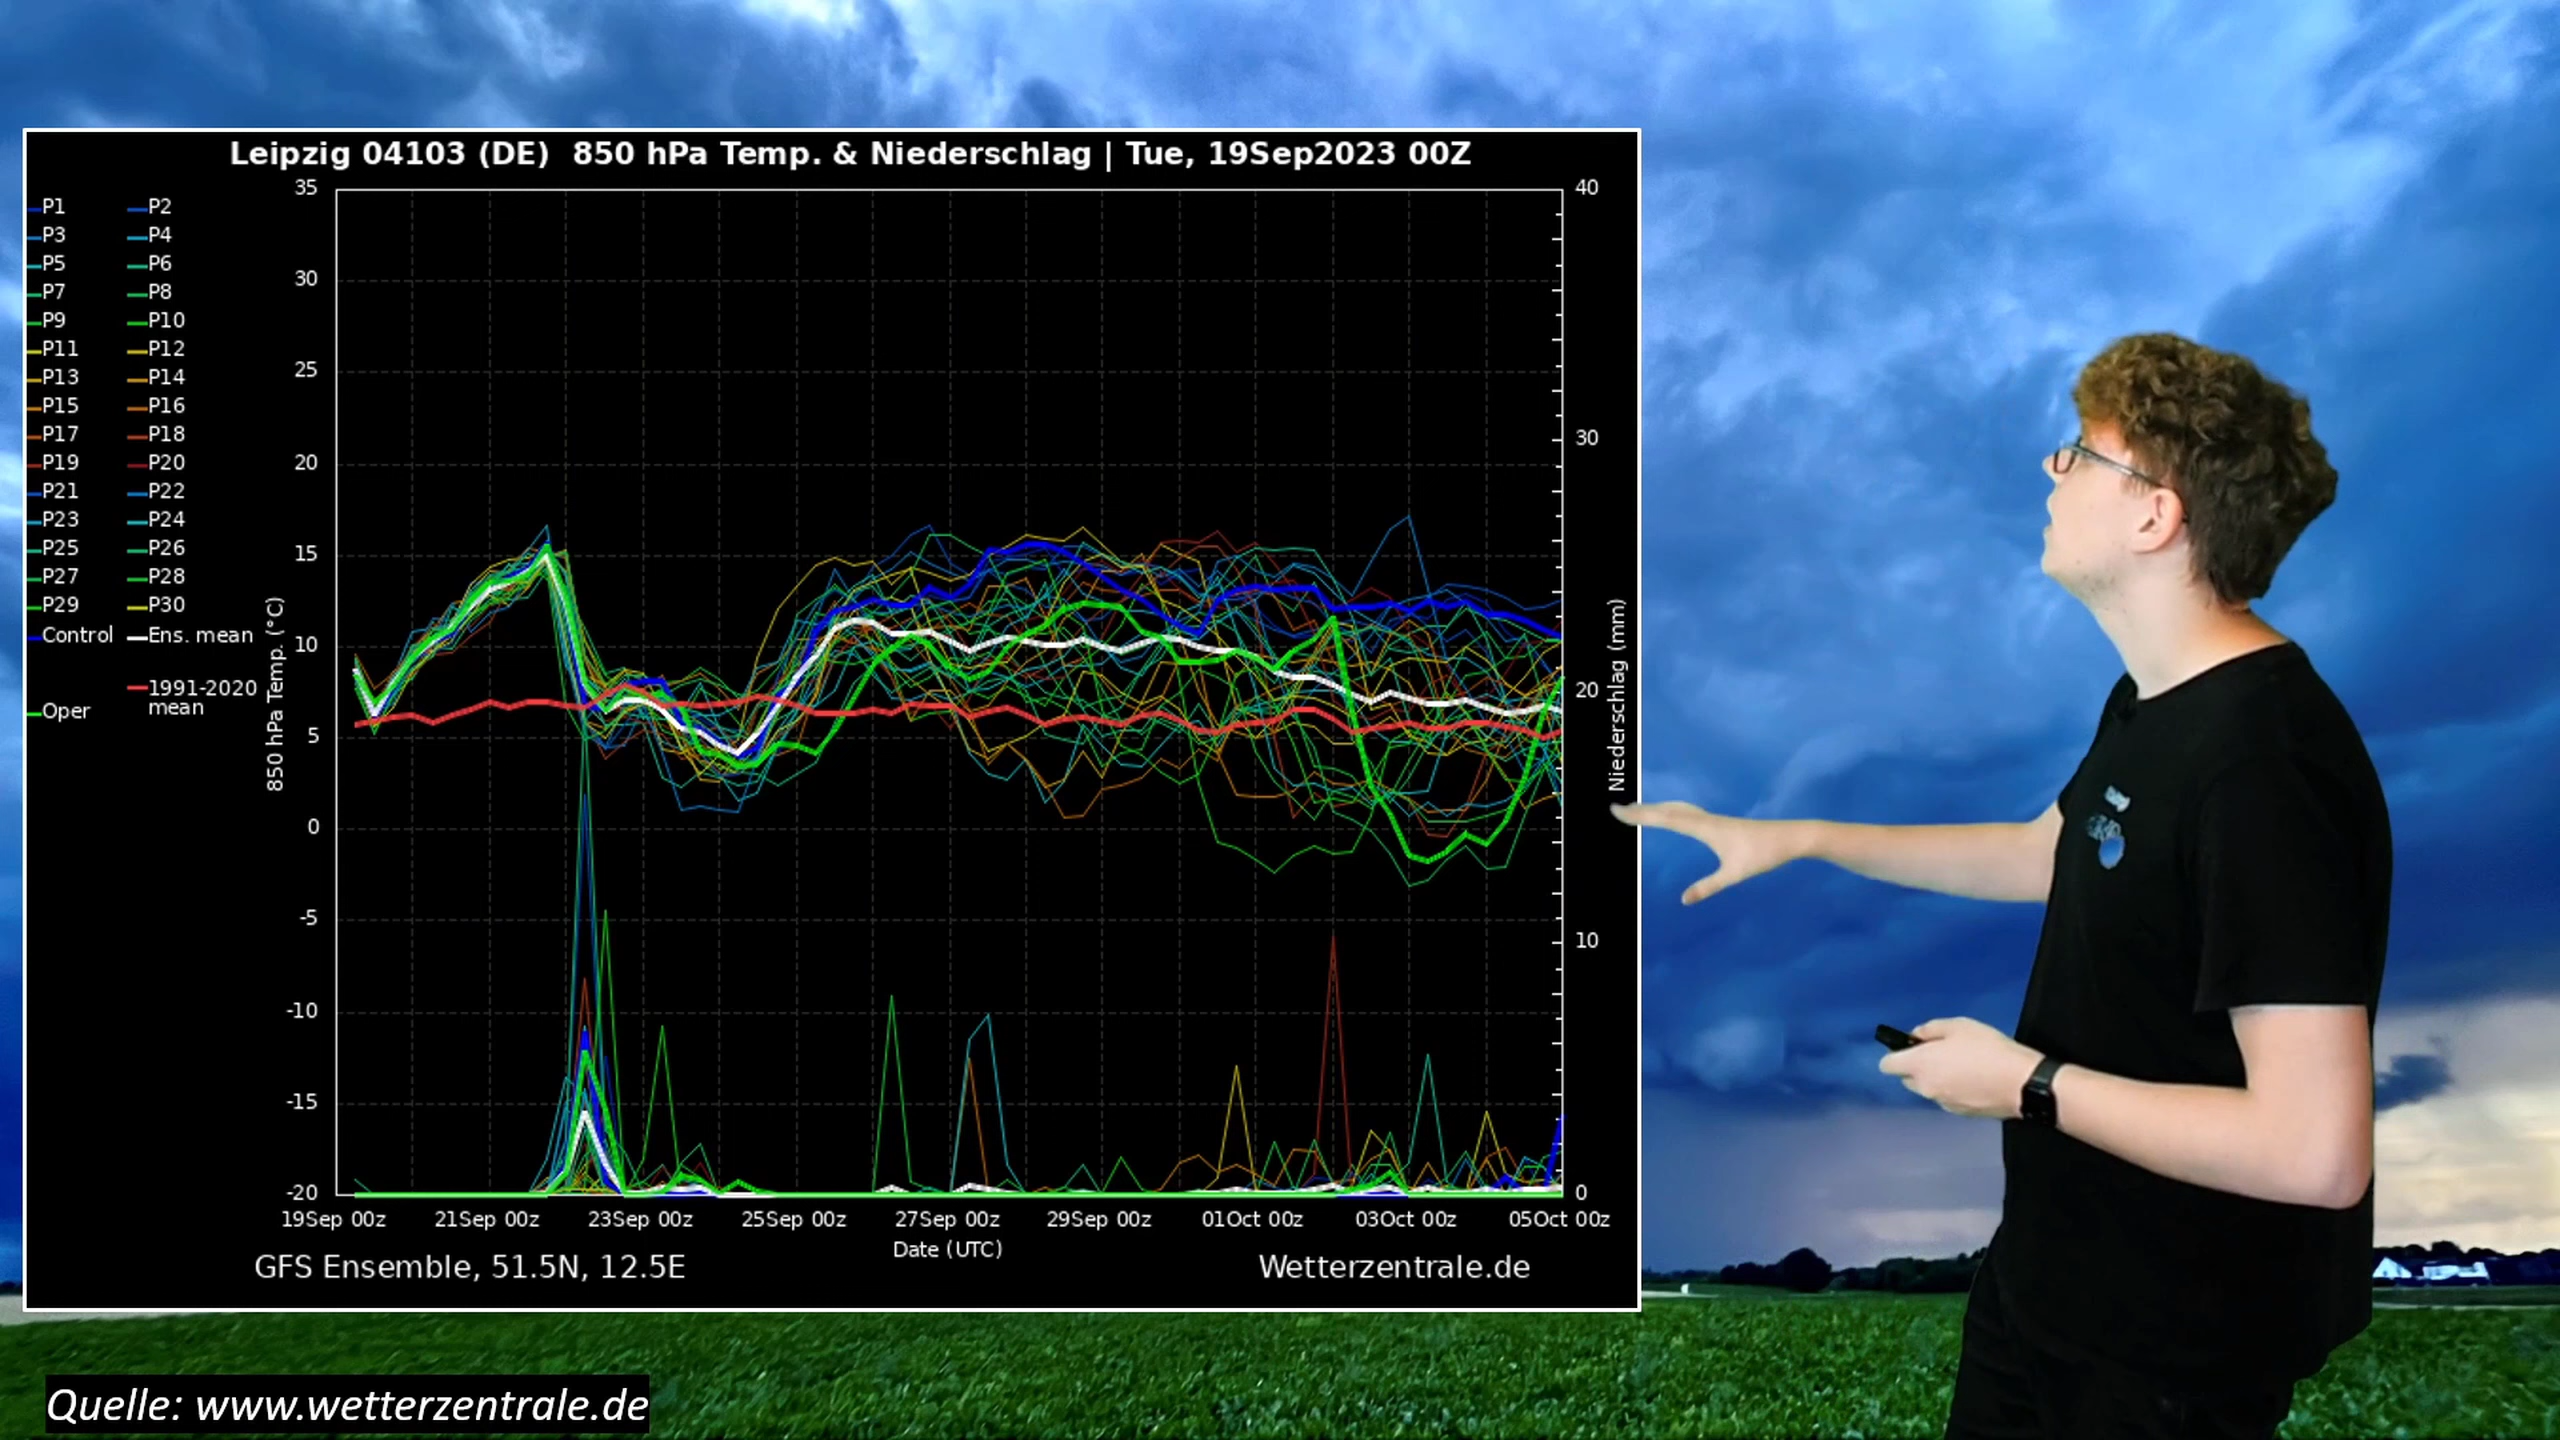 Leipzig 04103 (DE) 850 hPa Temp. & Niederschlag | Tue, 19Sep2023 00Z
P1 P2
P3 P4
P5 P6
P7 P8
P9 P10
P11 P12
P13 P14
P15 P16
P17 P18
P19 P20
P21 P22
P23 P24
P25 P26
P27 P28
P29 P30
Control Ens. mean
1991-2020
mean
Oper
850 hPa Temp. (°C)
35
30
25
20
15
10
5
0
-5
-10
-15
-20
40
30
20
10
0
Niederschlag (mm)
19Sep 00z 21Sep 00z 23Sep 00z 25Sep 00z 27Sep 00z 29Sep 00z 01Oct 00z 03Oct 00z 05Oct 00z
Date (UTC)
GFS Ensemble, 51.5N, 12.5E Wetterzentrale.de
Quelle: www.wetterzentrale.de